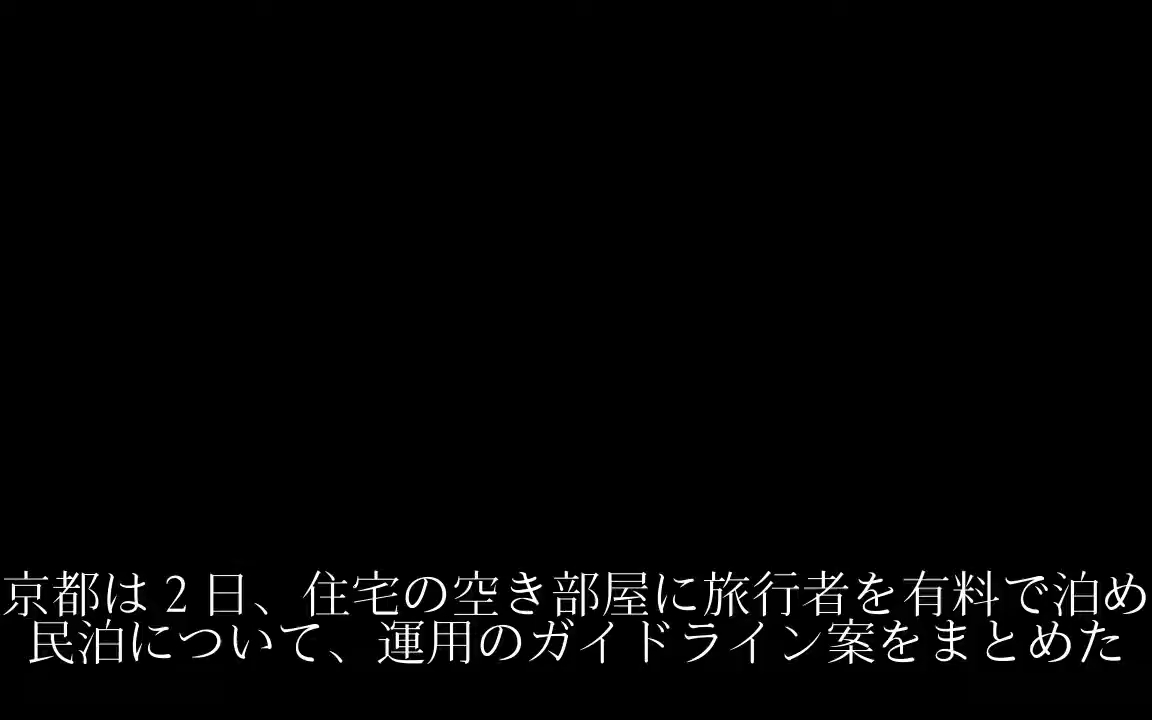 京都は２日、住宅の空き部屋に旅行者を有料で泊め
民泊について、運用のガイドライン案をまとめた